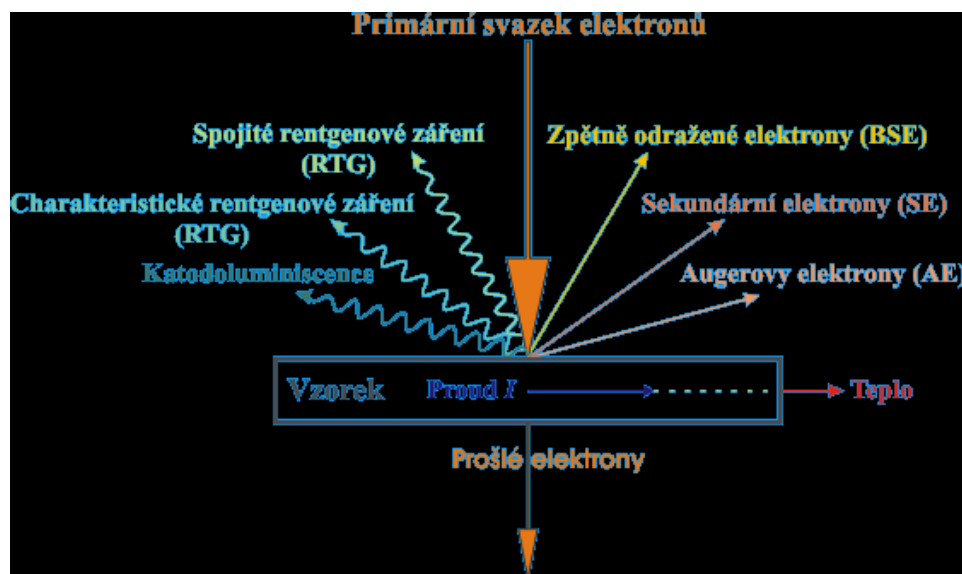 Primární svazek elektronů
Spojité rentgenové záření
(RTG)
Zpětně odražené elektrony (BSE)
Charakteristické rentgenové záření
(RTG)
Sekundární elektrony (SE)
Katodoluminiscence
Augerovy elektrony (AE)
Vzorek
Proud I
Teplo
Prošlé elektrony